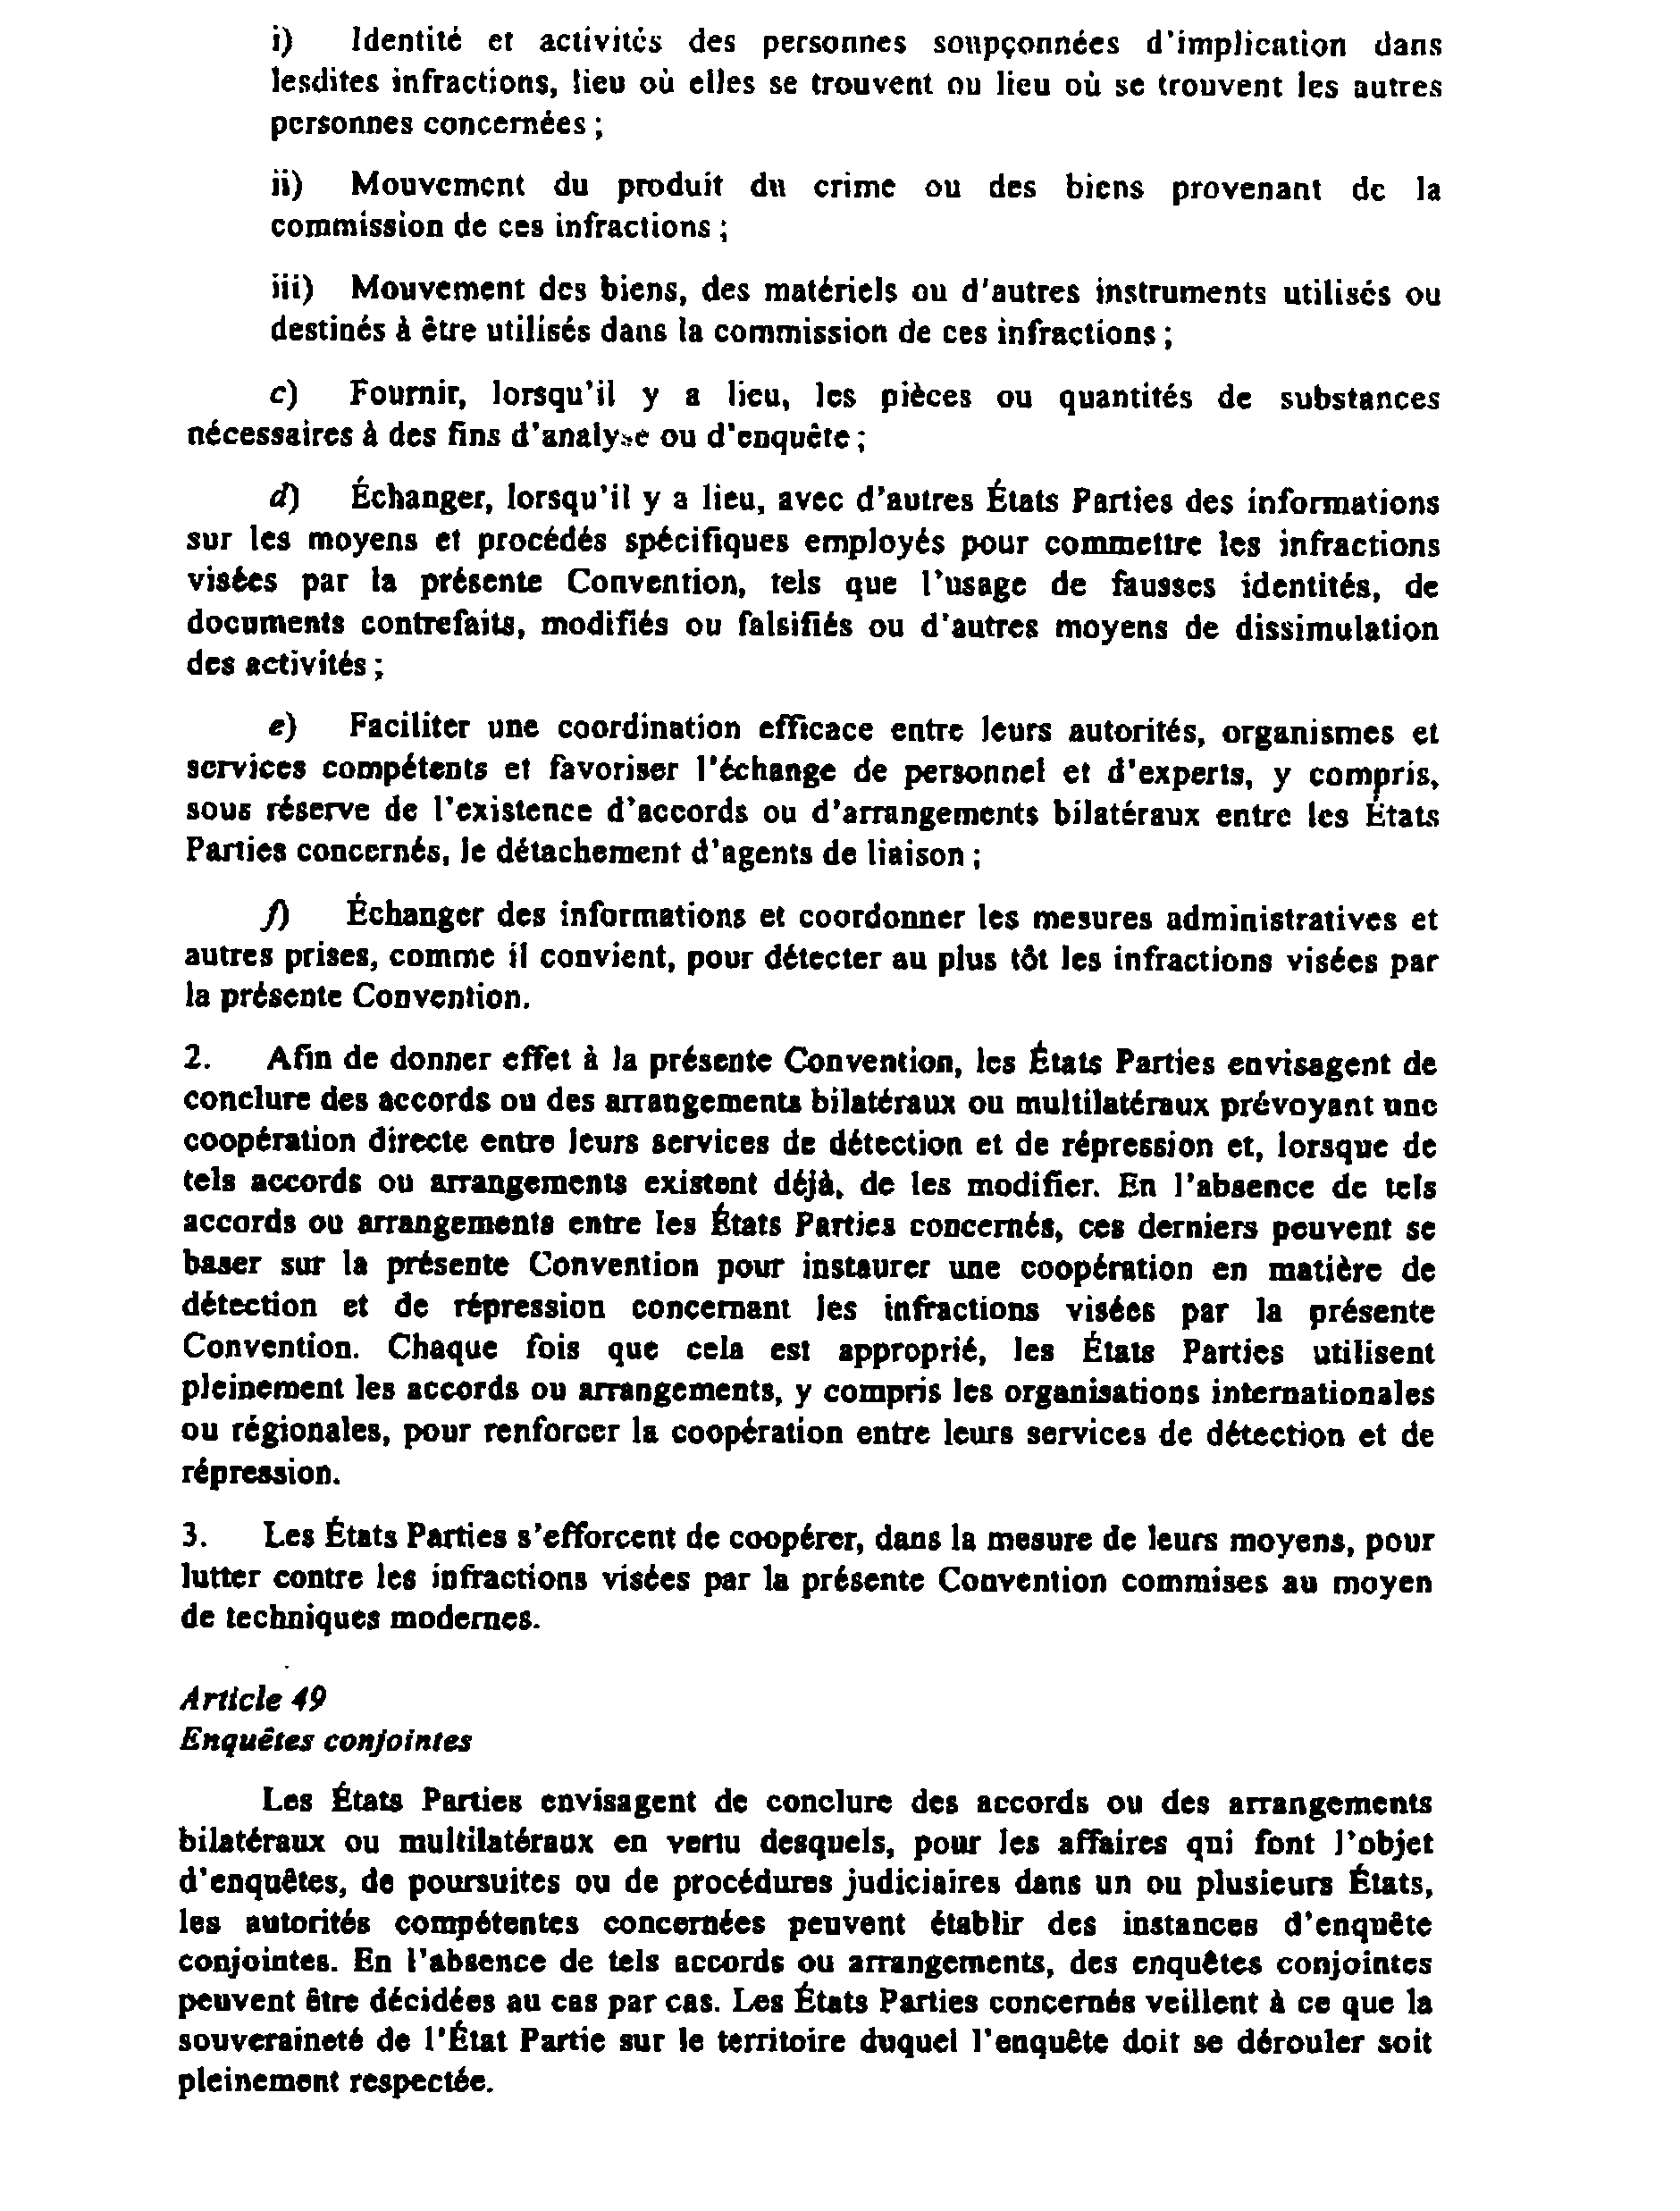 i) Identité et activités des personnes soupçonnées d'implication dans
lesdites infractions, lieu où elles se trouvent ou lieu où se trouvent les autres
personnes concernées ;
ii) Mouvement du produit du crime ou des biens provenant de la
commission de ces infractions ;
iii) Mouvement des biens, des matériels ou d'autres instruments utilisés ou
destinés à être utilisés dans la commission de ces infractions ;
c) Fournir, lorsqu'il y a lieu, les pièces ou quantités de substances
nécessaires à des fins d'analyse ou d'enquête ;
d) Échanger, lorsqu'il y a lieu, avec d'autres États Parties des informations
sur les moyens et procédés spécifiques employés pour commettre les infractions
visées par la présente Convention, tels que l'usage de fausses identités, de
documents contrefaits, modifiés ou falsifiés ou d'autres moyens de dissimulation
des activités ;
e) Faciliter une coordination efficace entre leurs autorités, organismes et
services compétents et favoriser l'échange de personnel et d'experts, y compris,
sous réserve de l'existence d'accords ou d'arrangements bilatéraux entre les États
Parties concernés, le détachement d'agents de liaison ;
f) Échanger des informations et coordonner les mesures administratives et
autres prises, comme il convient, pour détecter au plus tôt les infractions visées par
la présente Convention.
2. Afin de donner effet à la présente Convention, les États Parties envisagent de
conclure des accords ou des arrangements bilatéraux ou multilatéraux prévoyant une
coopération directe entre leurs services de détection et de répression et, lorsque de
tels accords ou arrangements existent déjà, de les modifier. En l'absence de tels
accords ou arrangements entre les États Parties concernés, ces derniers peuvent se
baser sur la présente Convention pour instaurer une coopération en matière de
détection et de répression concernant les infractions visées par la présente
Convention. Chaque fois que cela est approprié, les États Parties utilisent
pleinement les accords ou arrangements, y compris les organisations internationales
ou régionales, pour renforcer la coopération entre leurs services de détection et de
répression.
3. Les États Parties s'efforcent de coopérer, dans la mesure de leurs moyens, pour
lutter contre les infractions visées par la présente Convention commises au moyen
de techniques modernes.
Article 49
Enquêtes conjointes
Les États Parties envisagent de conclure des accords ou des arrangements
bilatéraux ou multilatéraux en vertu desquels, pour les affaires qui font l'objet
d'enquêtes, de poursuites ou de procédures judiciaires dans un ou plusieurs États,
les autorités compétentes concernées peuvent établir des instances d'enquête
conjointes. En l'absence de tels accords ou arrangements, des enquêtes conjointes
peuvent être décidées au cas par cas. Les États Parties concernés veillent à ce que la
souveraineté de l'État Partie sur le territoire duquel l'enquête doit se dérouler soit
pleinement respectée.